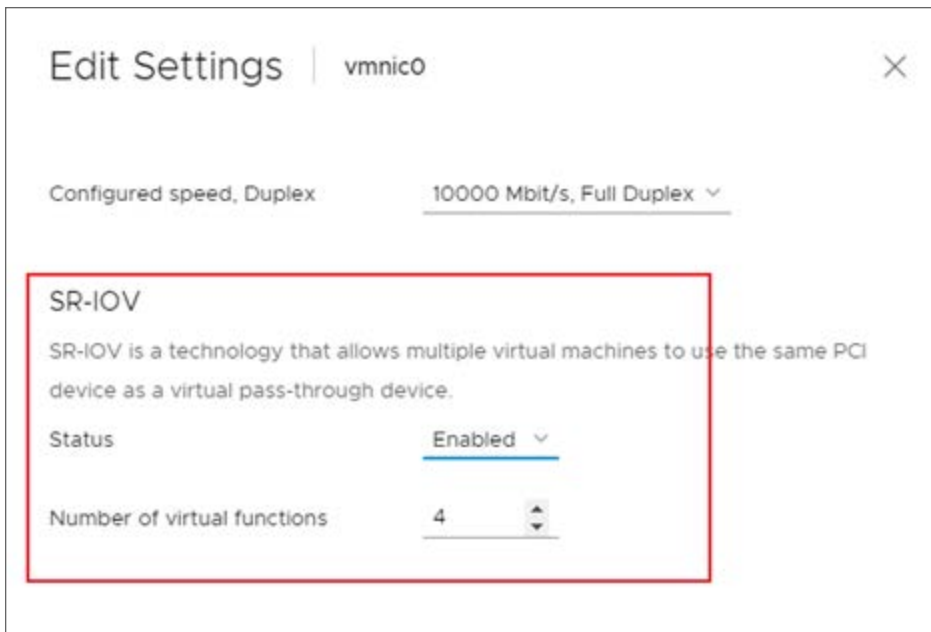 Edit Settings vmnic0
Configured speed, Duplex 10000 Mbit/s, Full Duplex
SR-IOV
SR-IOV is a technology that allows multiple virtual machines to use the same PCI
device as a virtual pass-through device.
Status Enabled
Number of virtual functions 4